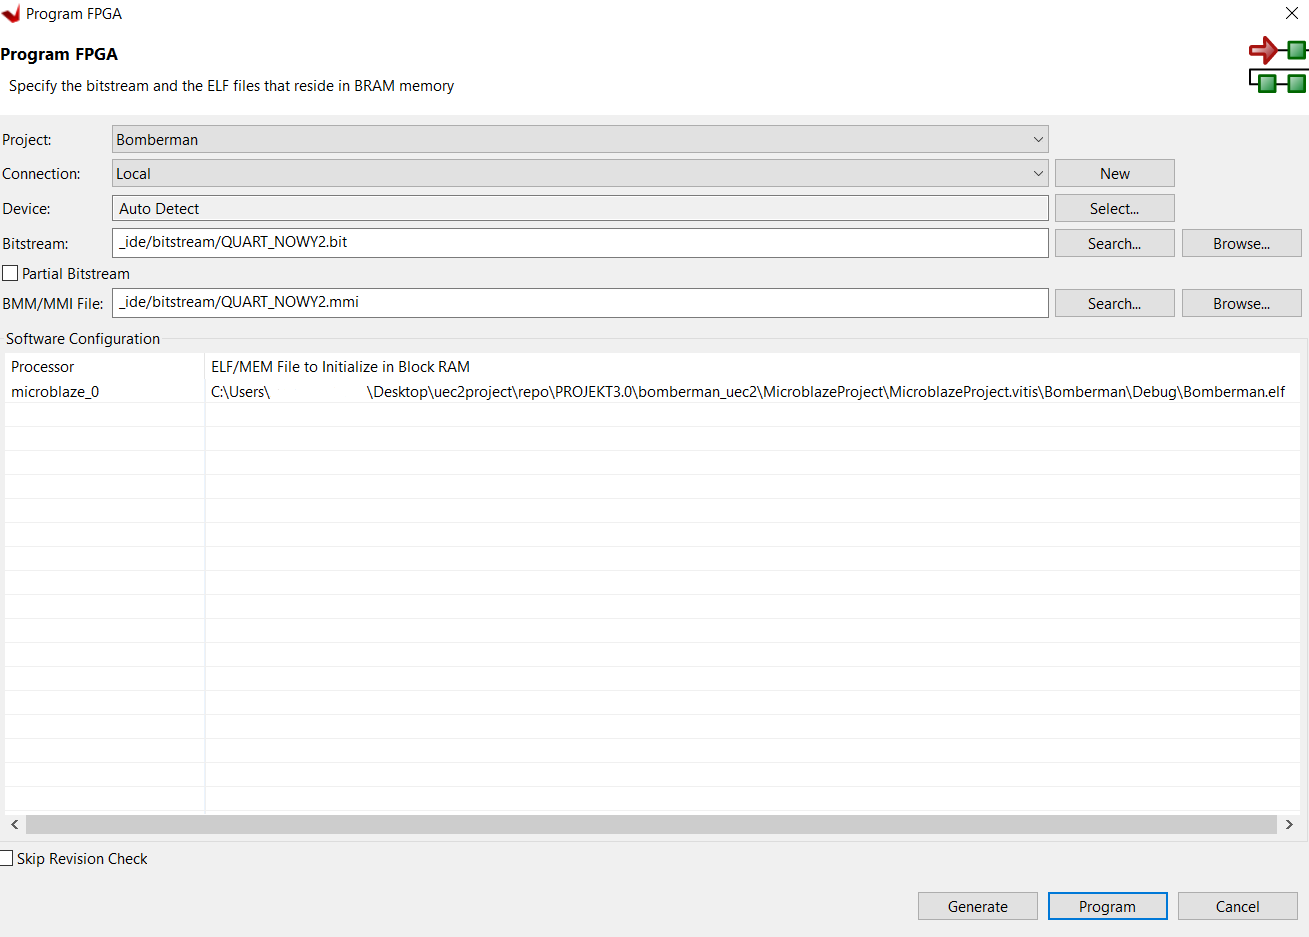 Program FPGA
Program FPGA
Specify the bitstream and the ELF files that reside in BRAM memory
Project: Bomberman
Connection: Local New
Device: Auto Detect Select...
Bitstream: _ide/bitstream/QUART_NOWY2.bit Search... Browse...
Partial Bitstream
BMM/MMI File: _ide/bitstream/QUART_NOWY2.mmi Search... Browse...
Software Configuration
Processor ELF/MEM File to Initialize in Block RAM
microblaze_0 C:\Users\ \Desktop\uec2project\repo\PROJEKT3.0\bomberman_uec2\MicroblazeProject\MicroblazeProject.vitis\Bomberman\Debug\Bomberman.elf
Skip Revision Check
Generate Program Cancel